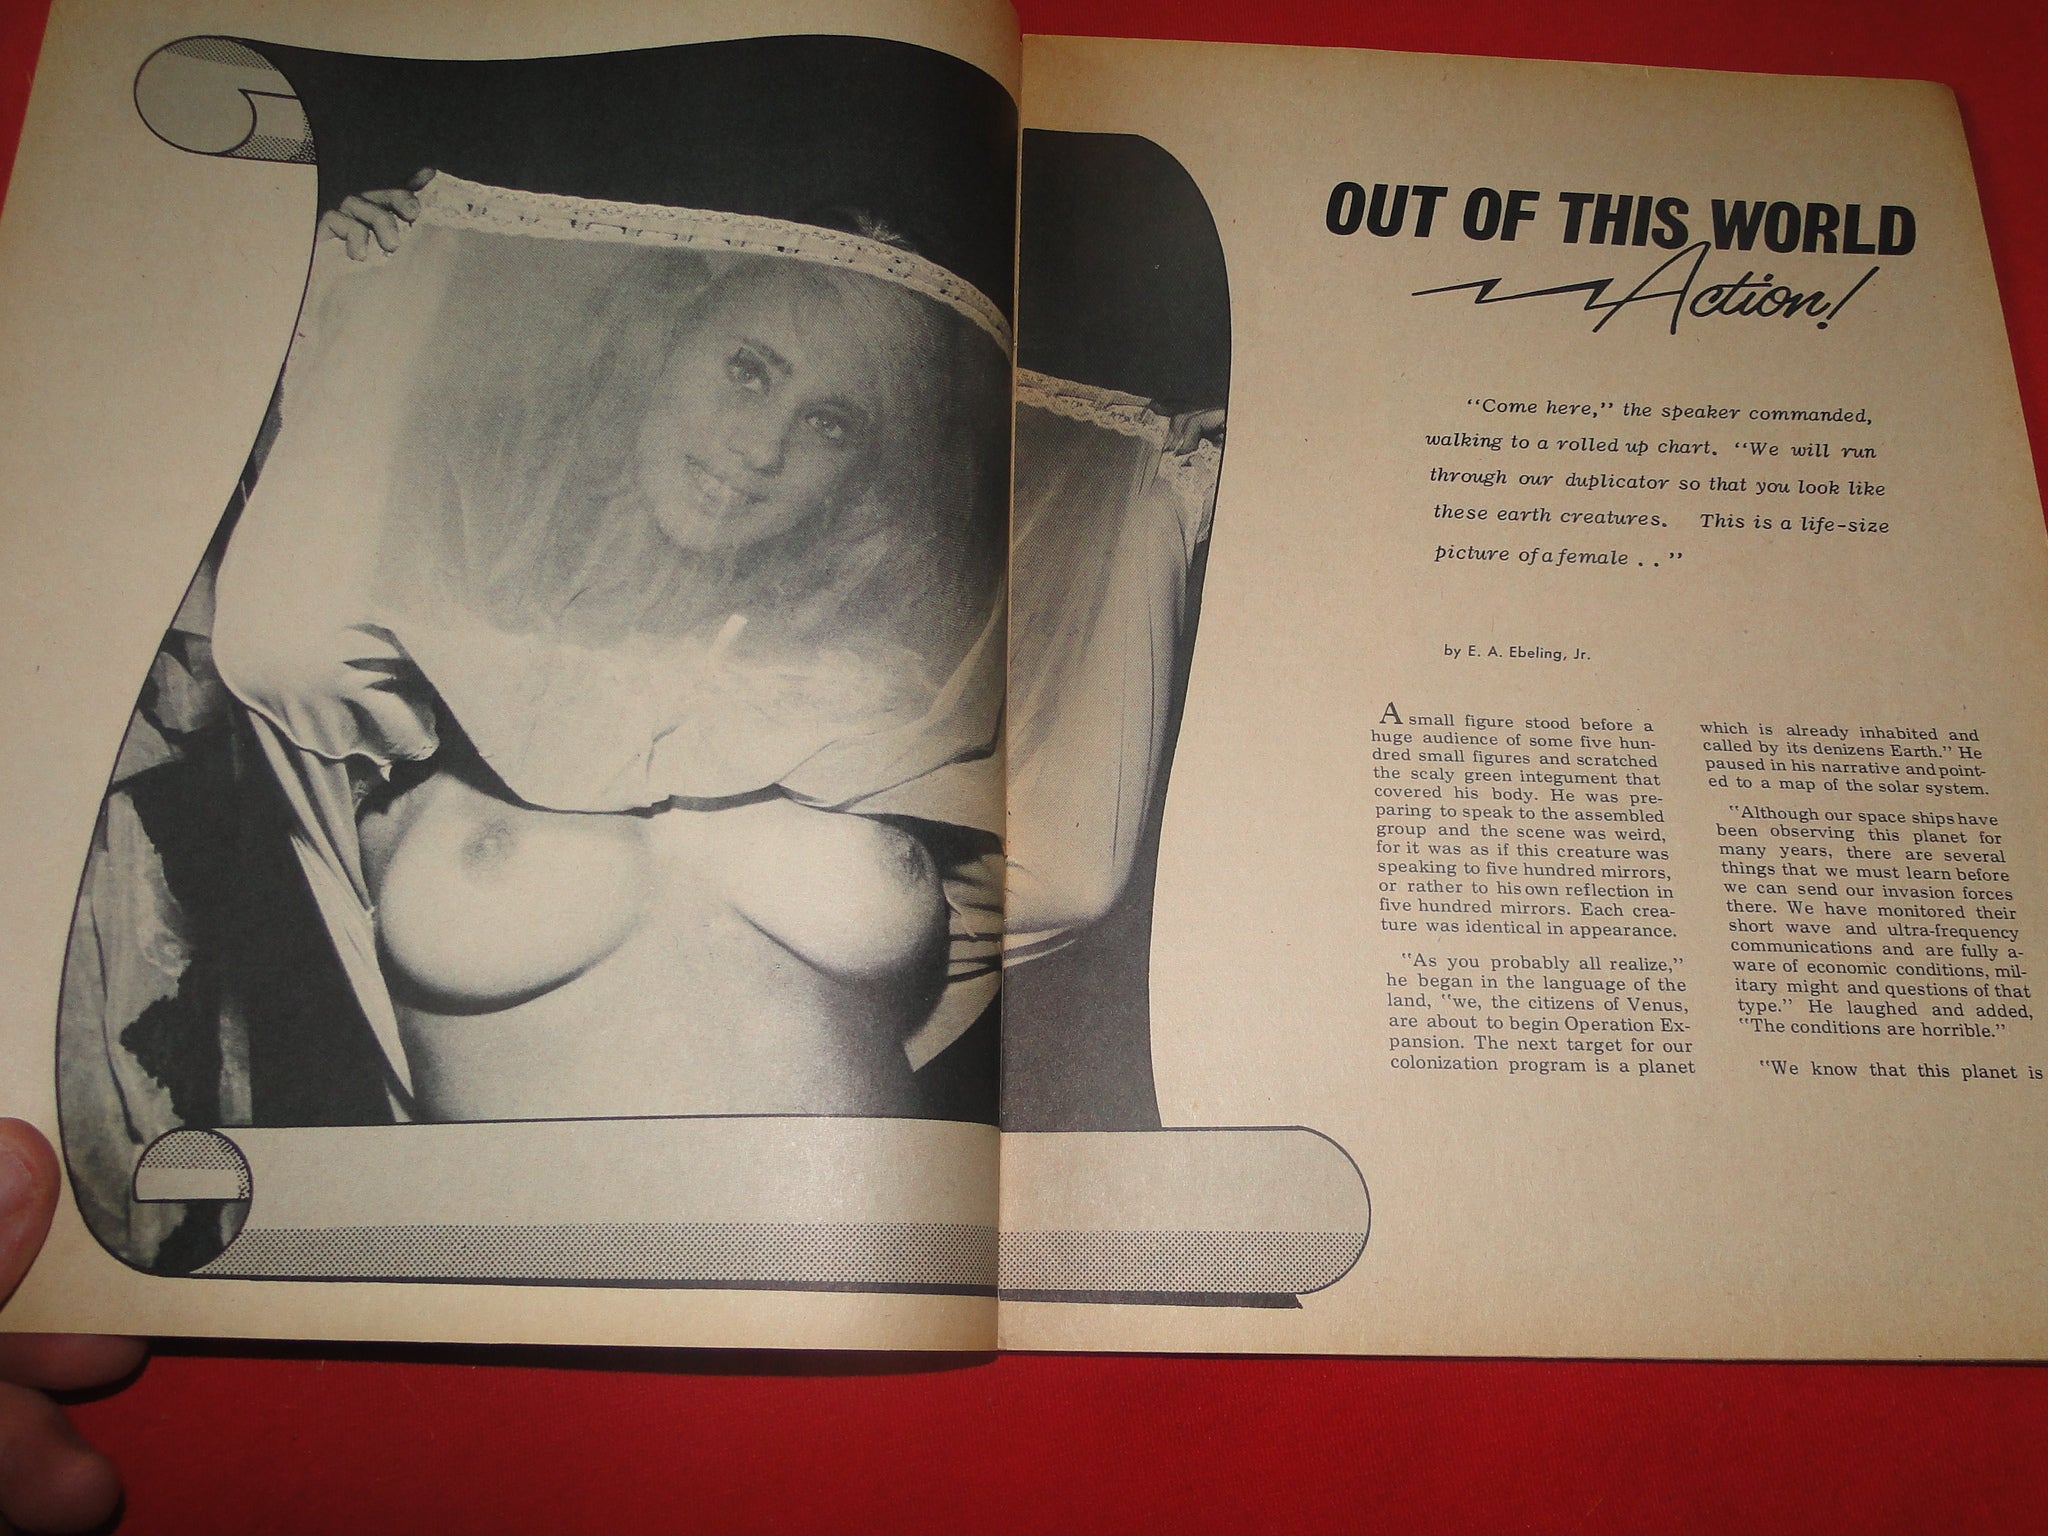 OUT OF THIS WORLD
Action!
“Come here,” the speaker commanded,
walking to a rolled up chart. “We will run
through our duplicator so that you look like
these earth creatures. This is a life-size
picture of a female . . ”
by E. A. Ebeling, Jr.
A small figure stood before a
huge audience of some five hun-
dred small figures and scratched
the scaly green integument that
covered his body. He was pre-
paring to speak to the assembled
group and the scene was weird,
for it was as if this creature was
speaking to five hundred mirrors,
or rather to his own reflection in
five hundred mirrors. Each crea-
ture was identical in appearance.
“As you probably all realize,”
he began in the language of the
land, “we, the citizens of Venus,
are about to begin Operation Ex-
pansion. The next target for our
colonization program is a planet
which is already inhabited and
called by its denizens Earth.” He
paused in his narrative and point-
ed to a map of the solar system.
“Although our space ships have
been observing this planet for
many years, there are several
things that we must learn before
we can send our invasion forces
there. We have monitored their
short wave and ultra-frequency
communications and are fully a-
ware of economic conditions, mil-
itary might and questions of that
type.” He laughed and added,
“The conditions are horrible.”
“We know that this planet is